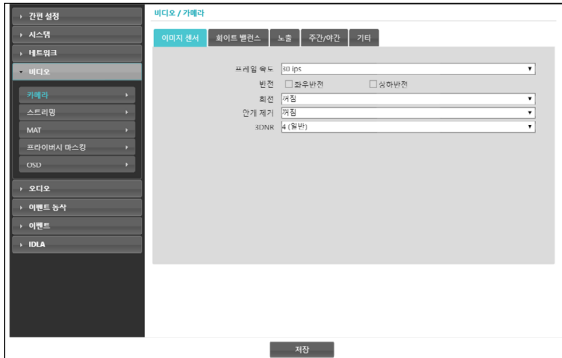 간편 설정
시스템
네트워크
비디오
카메라
스트리밍
MAT
프라이버시 마스킹
OSD
오디오
이벤트 동작
이벤트
IDLA
비디오 / 카메라
이미지 센서 화이트 밸런스 노출 주간/야간 기타
프레임 속도 30 fps
반전 좌우반전 상하반전
회전 꺼짐
안개 제거 꺼짐
3DNR 4 (일반)
저장